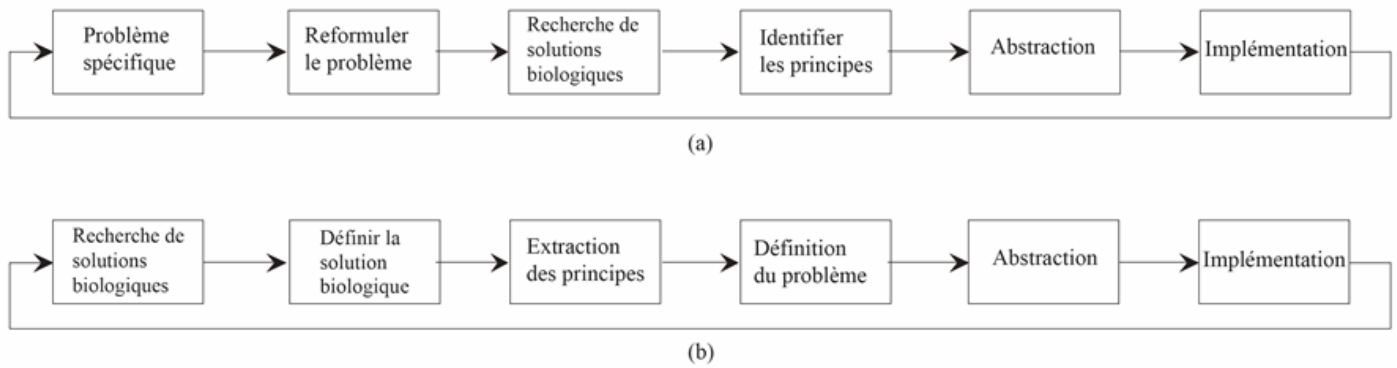 Problème
spécifique
Reformuler
le problème
Recherche de
solutions
biologiques
Identifier
les principes
Abstraction
Implémentation
(a)
Recherche de
solutions
biologiques
Définir la
solution
biologique
Extraction
des principes
Définition
du problème
Abstraction
Implémentation
(b)